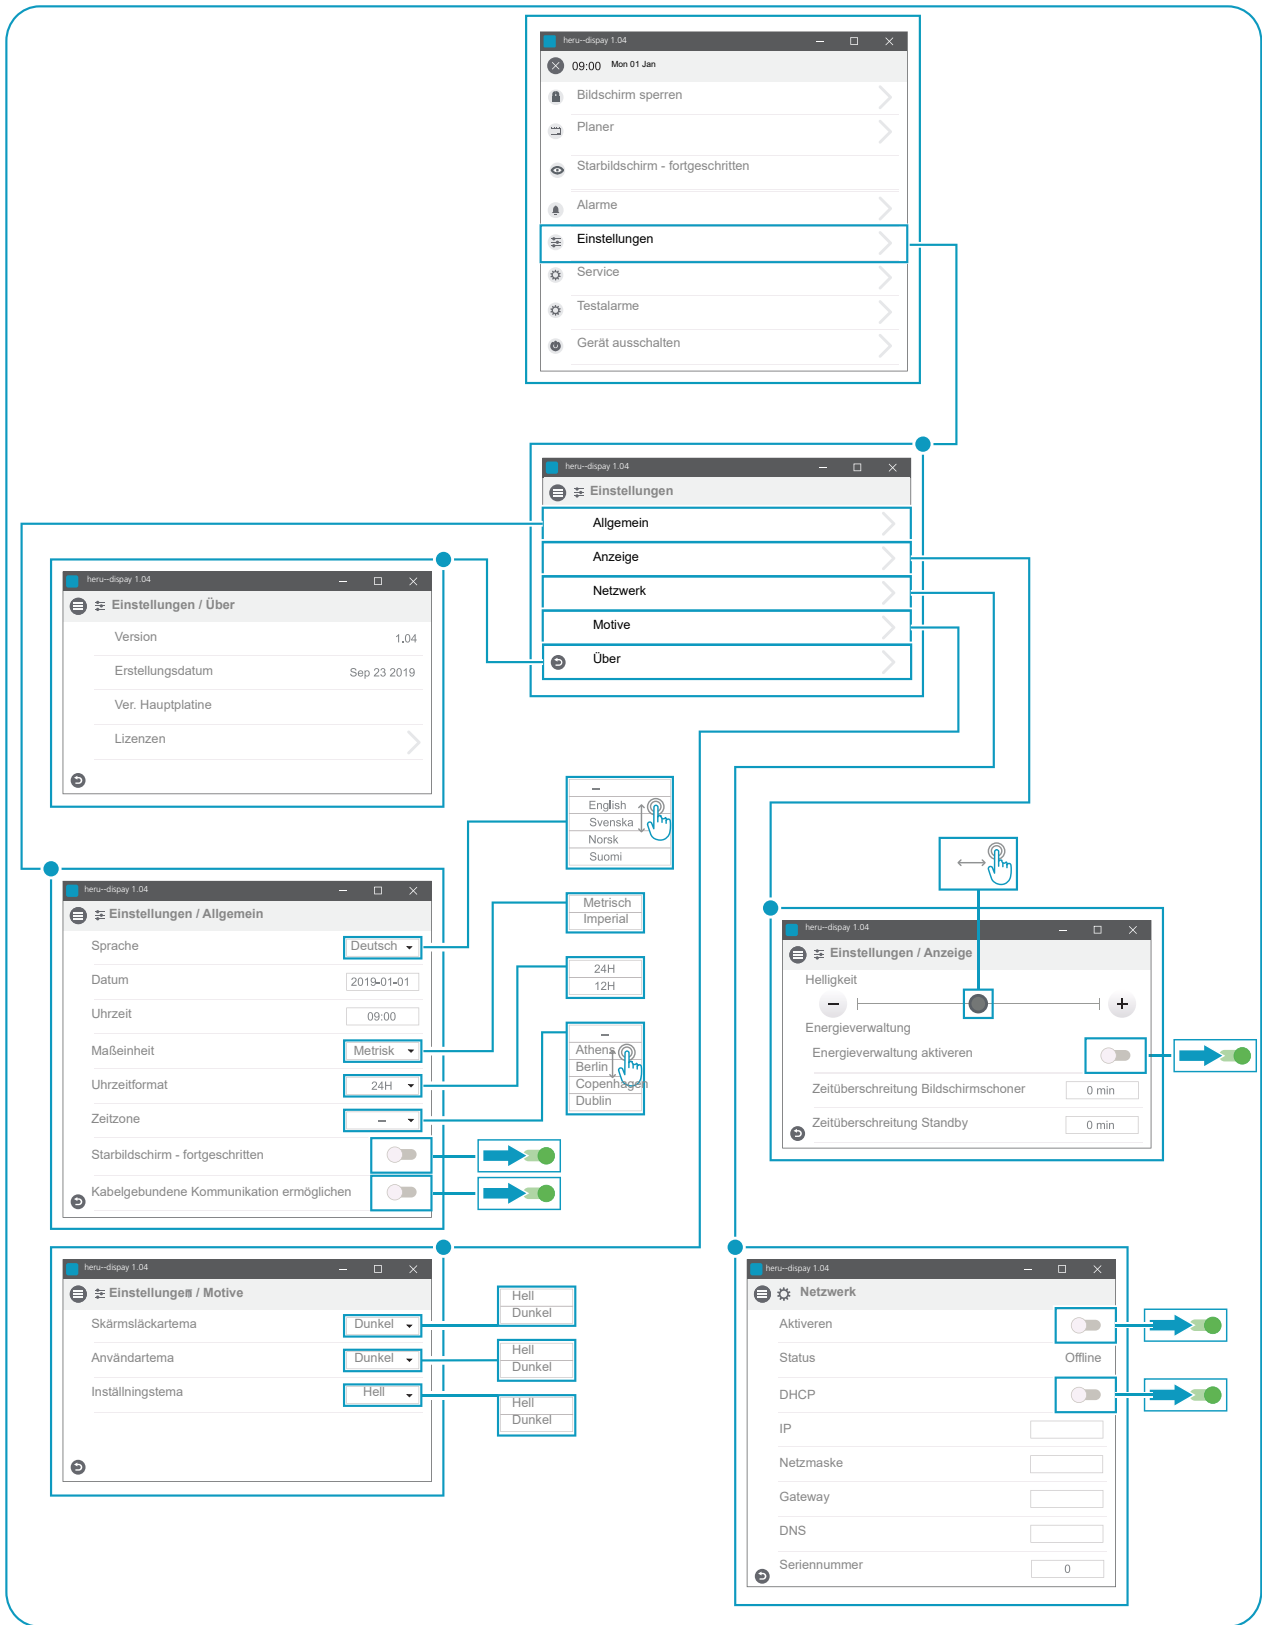 heru--dispay 1.04
09:00 Mon 01 Jan
Bildschirm sperren
Planer
Starbildschirm - fortgeschritten
Alarme
Einstellungen
Service
Testalarme
Gerät ausschalten
heru--dispay 1.04
Einstellungen
Allgemein
Anzeige
Netzwerk
Motive
Über
heru--dispay 1.04
Einstellungen / Über
Version 1.04
Erstellungsdatum Sep 23 2019
Ver. Hauptplatine
Lizenzen
–
English
Svenska
Norsk
Suomi
heru--dispay 1.04
Einstellungen / Allgemein
Sprache Deutsch
Datum 2019-01-01
Uhrzeit 09:00
Maßeinheit Metrisk
Uhrzeitformat 24H
Zeitzone –
Starbildschirm - fortgeschritten
Kabelgebundene Kommunikation ermöglichen
Metrisch
Imperial
24H
12H
–
Athens
Berlin
Copenhagen
Dublin
heru--dispay 1.04
Einstellungen / Anzeige
Helligkeit
– +
Energieverwaltung
Energieverwaltung aktiveren
Zeitüberschreitung Bildschirmschoner 0 min
Zeitüberschreitung Standby 0 min
heru--dispay 1.04
Einstellungen / Motive
Skärmsläckartema Dunkel
Användartema Dunkel
Inställningstema Hell
Hell
Dunkel
Hell
Dunkel
Hell
Dunkel
heru--dispay 1.04
Netzwerk
Aktiveren
Status Offline
DHCP
IP
Netzmaske
Gateway
DNS
Seriennummer 0